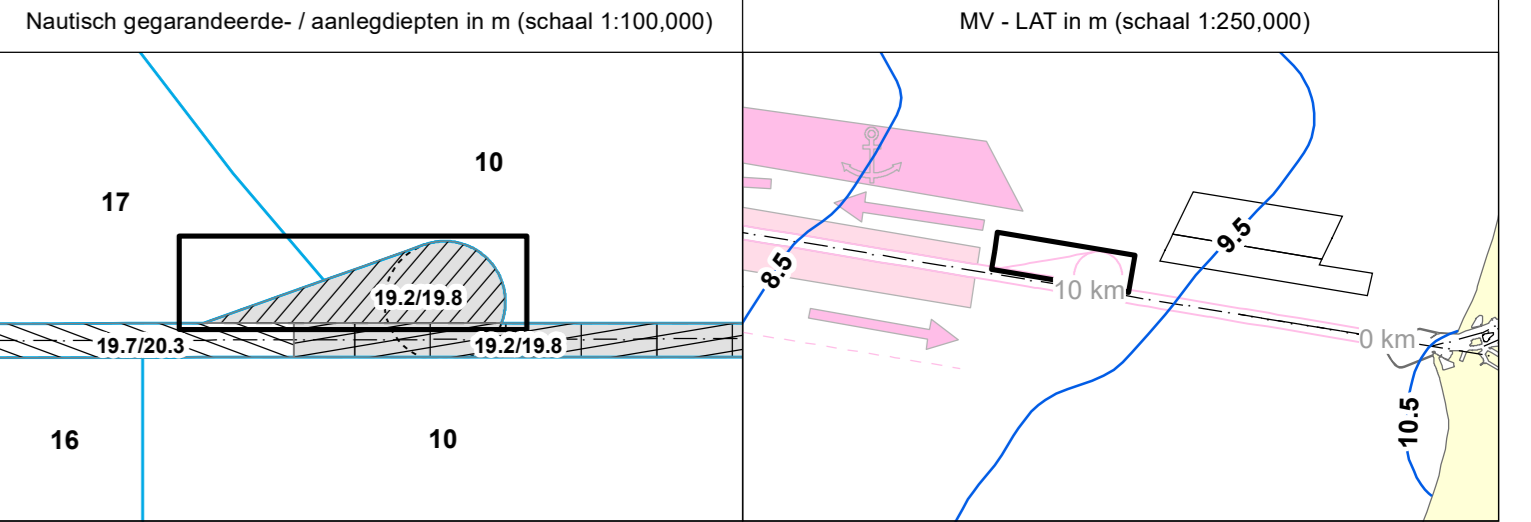 Nautisch gegarandeerde- / aanlegdiepten in m (schaal 1:100,000)
MV - LAT in m (schaal 1:250,000)
10
17
19.2/19.8
19.7/20.3
19.2/19.8
16
10
9.5
8.5
10 km
0 km
10.5